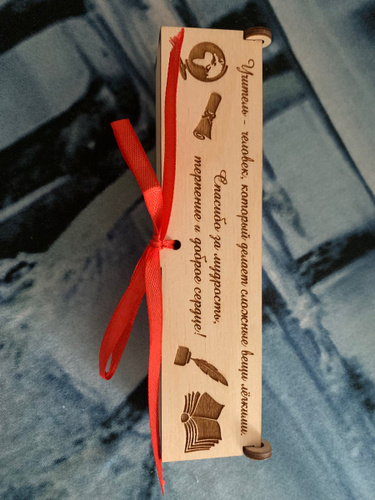 Учитель - человек, который делает сложные вещи лёгкими.
Спасибо за мудрость,
терпение и доброе сердце!